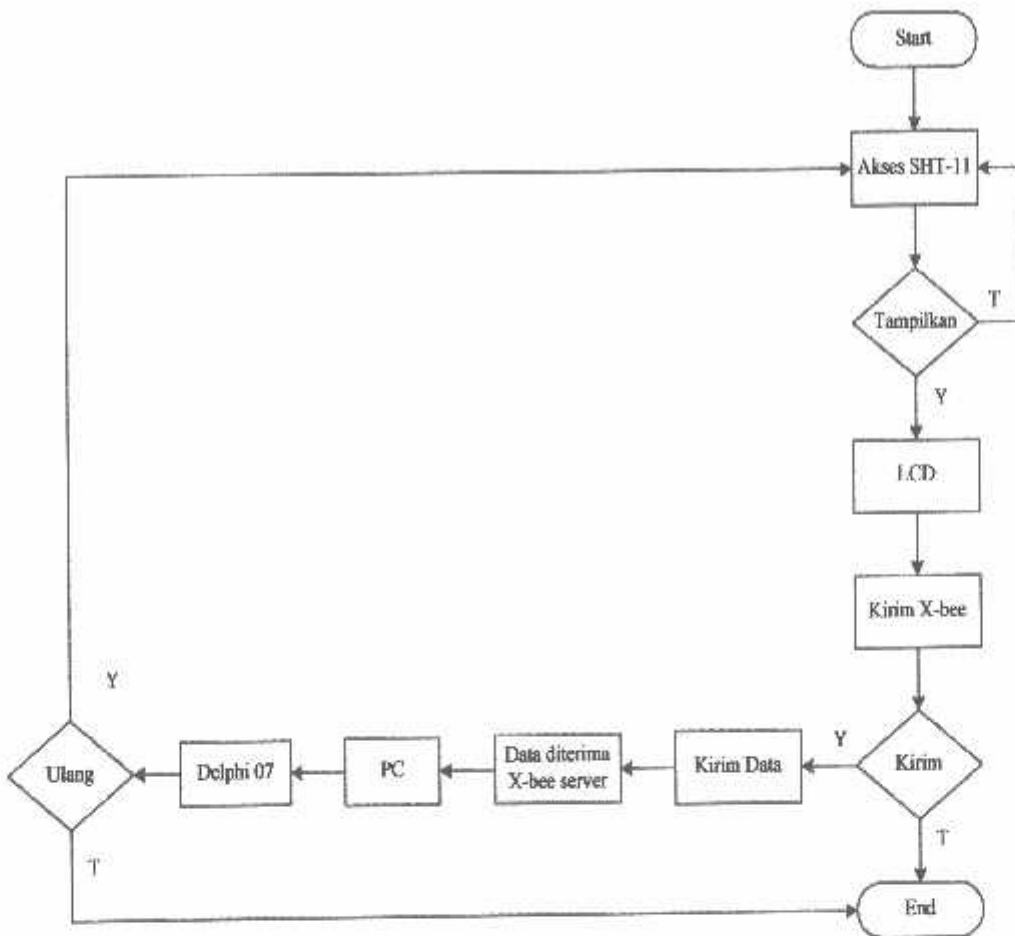 Start
Akses SHT-11
Tampilkan
T
Y
LCD
Kirim X-bee
Kirim
Y
T
Kirim Data
Data diterima
X-bee server
PC
Delphi 07
Ulang
Y
T
End